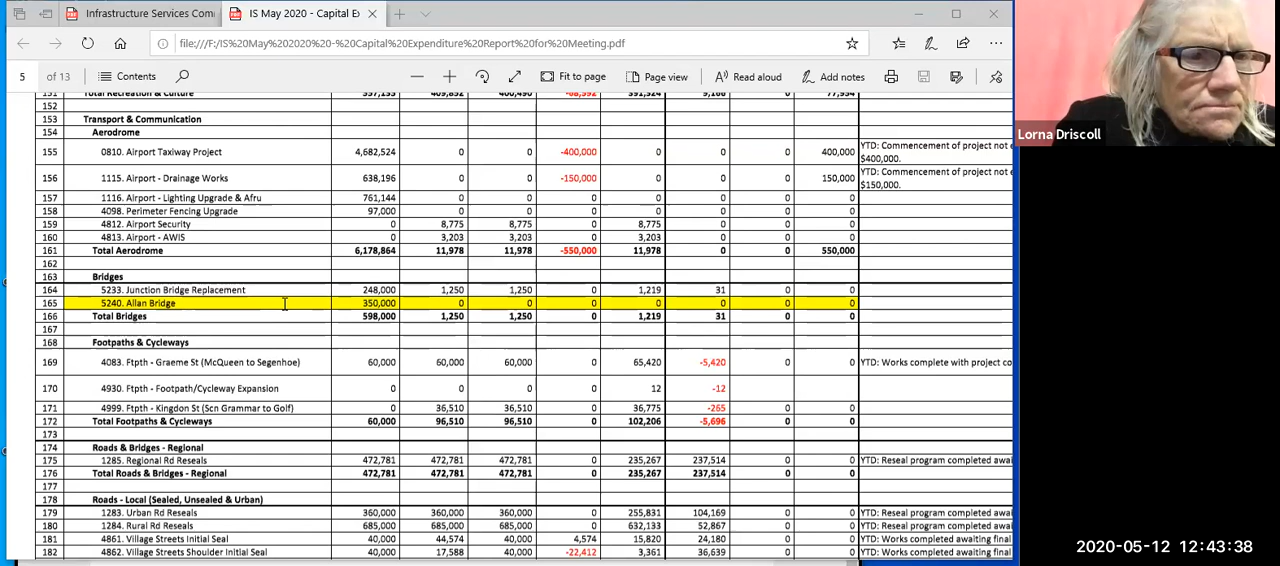 Infrastructure Services Com
IS May 2020 - Capital E
file:///F:/IS%20May%202020%20-%20Capital%20Expenditure%20Report%20for%20Meeting.pdf
5 of 13 Contents Fit to page Page view Read aloud Add notes
151 Total Recreation & Culture 400,490 -68,992 391,324 9,166 0 77,954
152
153 Transport & Communication
154 Aerodrome
155 0810. Airport Taxiway Project 4,682,524 0 0 -400,000 0 0 0 400,000 YTD: Commencement of project not e
$400,000.
156 1115. Airport - Drainage Works 638,196 0 0 -150,000 0 0 0 150,000 YTD: Commencement of project not e
$150,000.
157 1116. Airport - Lighting Upgrade & Afru 761,144 0 0 0 0 0 0 0
158 4098. Perimeter Fencing Upgrade 97,000 0 0 0 0 0 0 0
159 4812. Airport Security 0 8,775 8,775 0 8,775 0 0 0
160 4813. Airport - AWIS 0 3,203 3,203 0 3,203 0 0 0
161 Total Aerodrome 6,178,864 11,978 11,978 -550,000 11,978 0 0 550,000
162
163 Bridges
164 5233. Junction Bridge Replacement 248,000 1,250 1,250 0 1,219 31 0 0
165 5240. Allan Bridge 350,000 0 0 0 0 0 0 0
166 Total Bridges 598,000 1,250 1,250 0 1,219 31 0 0
167
168 Footpaths & Cycleways
169 4083. Ftpth - Graeme St (McQueen to Segenhoe) 60,000 60,000 60,000 0 65,420 -5,420 0 0 YTD: Works complete with project co
170 4930. Ftpth - Footpath/Cycleway Expansion 0 0 0 0 12 -12 0 0
171 4999. Ftpth - Kingdon St (Scn Grammar to Golf) 0 36,510 36,510 0 36,775 -265 0 0
172 Total Footpaths & Cycleways 60,000 96,510 96,510 0 102,206 -5,696 0 0
173
174 Roads & Bridges - Regional
175 1285. Regional Rd Reseals 472,781 472,781 472,781 0 235,267 237,514 0 0 YTD: Reseal program completed awai
176 Total Roads & Bridges - Regional 472,781 472,781 472,781 0 235,267 237,514 0 0
177
178 Roads - Local (Sealed, Unsealed & Urban)
179 1283. Urban Rd Reseals 360,000 360,000 360,000 0 255,831 104,169 0 0 YTD: Reseal program completed awai
180 1284. Rural Rd Reseals 685,000 685,000 685,000 0 632,133 52,867 0 0 YTD: Reseal program completed awai
181 4861. Village Streets Initial Seal 40,000 44,574 40,000 4,574 15,820 24,180 0 0 YTD: Works completed awaiting final
182 4862. Village Streets Shoulder Initial Seal 40,000 17,588 40,000 -22,412 3,361 36,639 0 0 YTD: Works completed awaiting final
Lorna Driscoll
2020-05-12 12:43:38